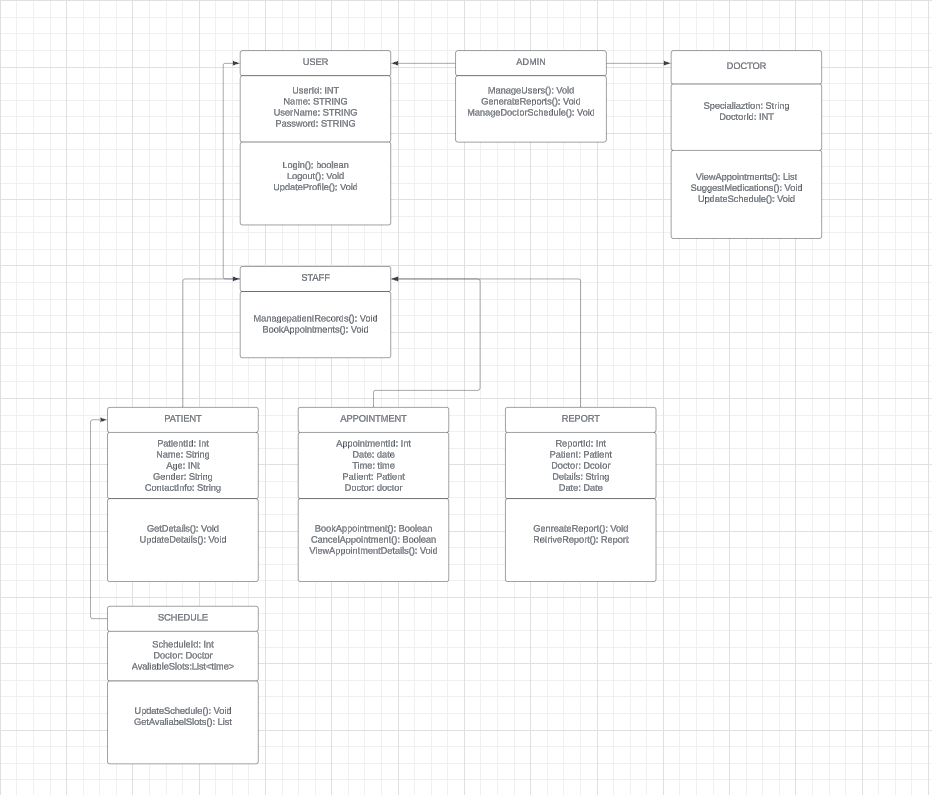 USER
UserId: INT
Name: STRING
UserName: STRING
Password: STRING
Login(); boolean
Logout(); Void
UpdateProfile(); Void
ADMIN
ManageUsers(): Void
GenerateReports(): Void
ManageDoctorSchedule(): Void
DOCTOR
Specialiaztion: String
DoctorId: INT
ViewAppointments(): List
SuggestMedications(): Void
UpdateSchedule(): Void
STAFF
ManagepatientRecords(): Void
BookAppointments(): Void
PATIENT
PatientId: Int
Name: String
Age: INt
Gender: String
ContactInfo: String
GetDetails(): Void
UpdateDetails(): Void
APPOINTMENT
AppointmentId: Int
Date: date
Time: time
Patient: Patient
Doctor: doctor
BookAppointment(): Boolean
CancelAppointment(): Boolean
ViewAppointmentDetails(): Void
REPORT
ReportId: Int
Patient: Patient
Doctor: Dcotor
Details: String
Date: Date
GenreateReport(): Void
RetriveReport(): Report
SCHEDULE
ScheduleId: Int
Doctor: Doctor
AvaliableSlots:List<time>
UpdateSchedule(): Void
GetAvaliabelSlots(): List